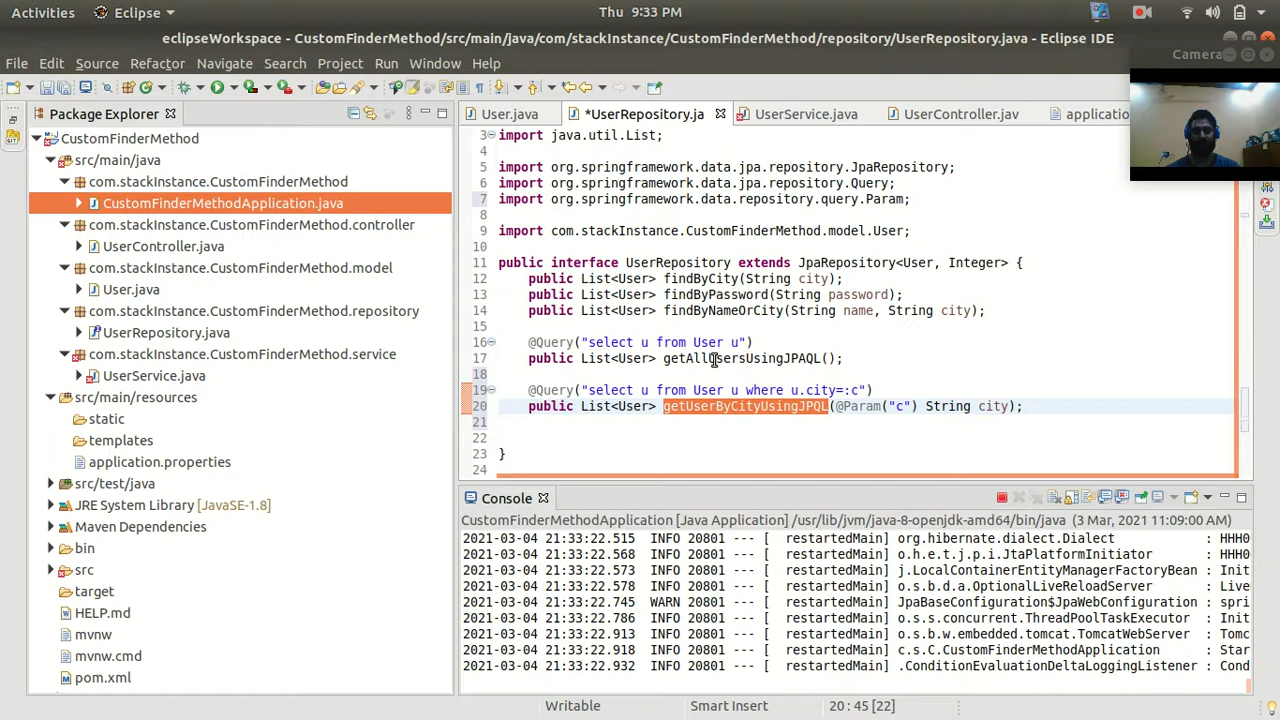 Activities Eclipse Thu 9:33 PM
eclipseWorkspace - CustomFinderMethod/src/main/java/com/stackInstance/CustomFinderMethod/repository/UserRepository.java - Eclipse IDE
File Edit Source Refactor Navigate Search Project Run Window Help
Camera
Package Explorer
CustomFinderMethod
src/main/java
com.stackInstance.CustomFinderMethod
CustomFinderMethodApplication.java
com.stackInstance.CustomFinderMethod.controller
UserController.java
com.stackInstance.CustomFinderMethod.model
User.java
com.stackInstance.CustomFinderMethod.repository
UserRepository.java
com.stackInstance.CustomFinderMethod.service
UserService.java
src/main/resources
static
templates
application.properties
src/test/java
JRE System Library [JavaSE-1.8]
Maven Dependencies
bin
src
target
HELP.md
mvnw
mvnw.cmd
pom.xml
User.java *UserRepository.ja UserService.java UserController.jav application
3 import java.util.List;
4
5 import org.springframework.data.jpa.repository.JpaRepository;
6 import org.springframework.data.jpa.repository.Query;
7 import org.springframework.data.repository.query.Param;
8
9 import com.stackInstance.CustomFinderMethod.model.User;
10
11 public interface UserRepository extends JpaRepository<User, Integer> {
12 public List<User> findByCity(String city);
13 public List<User> findByPassword(String password);
14 public List<User> findByNameOrCity(String name, String city);
15
16 @Query("select u from User u")
17 public List<User> getAllUsersUsingJPAQL();
18
19 @Query("select u from User u where u.city=:c")
20 public List<User> getUserByCityUsingJPQL(@Param("c") String city);
21
22
23 }
24
Console
CustomFinderMethodApplication [Java Application] /usr/lib/jvm/java-8-openjdk-amd64/bin/java (3 Mar, 2021 11:09:00 AM)
2021-03-04 21:33:22.515 INFO 20801 --- [ restartedMain] org.hibernate.dialect.Dialect : HHH0
2021-03-04 21:33:22.568 INFO 20801 --- [ restartedMain] o.h.e.t.j.p.i.JtaPlatformInitiator : HHH0
2021-03-04 21:33:22.573 INFO 20801 --- [ restartedMain] j.LocalContainerEntityManagerFactoryBean : Init
2021-03-04 21:33:22.578 INFO 20801 --- [ restartedMain] o.s.b.d.a.OptionalLiveReloadServer : Live
2021-03-04 21:33:22.745 WARN 20801 --- [ restartedMain] JpaBaseConfiguration$JpaWebConfiguration : spri
2021-03-04 21:33:22.786 INFO 20801 --- [ restartedMain] o.s.s.concurrent.ThreadPoolTaskExecutor : Init
2021-03-04 21:33:22.913 INFO 20801 --- [ restartedMain] o.s.b.w.embedded.tomcat.TomcatWebServer : Tomc
2021-03-04 21:33:22.918 INFO 20801 --- [ restartedMain] c.s.C.CustomFinderMethodApplication : Star
2021-03-04 21:33:22.932 INFO 20801 --- [ restartedMain] .ConditionEvaluationDeltaLoggingListener : Cond
Writable Smart Insert 20 : 45 [22]